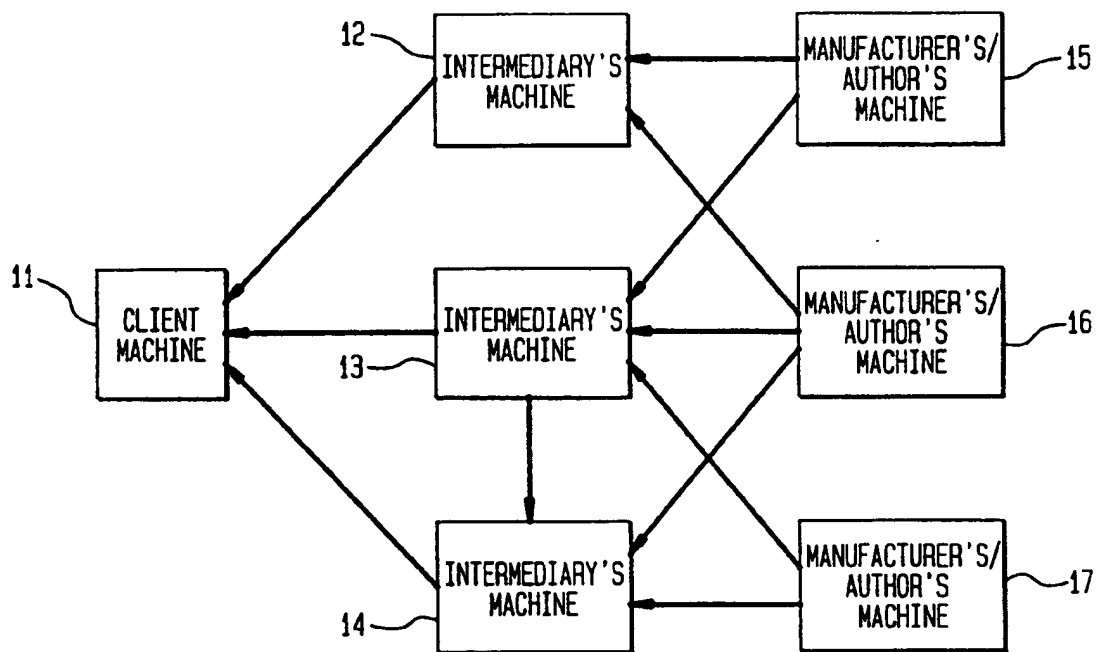 12
INTERMEDIARY'S
MACHINE
MANUFACTURER'S/
AUTHOR'S
MACHINE
15
11
CLIENT
MACHINE
INTERMEDIARY'S
MACHINE
13
MANUFACTURER'S/
AUTHOR'S
MACHINE
16
INTERMEDIARY'S
MACHINE
14
MANUFACTURER'S/
AUTHOR'S
MACHINE
17